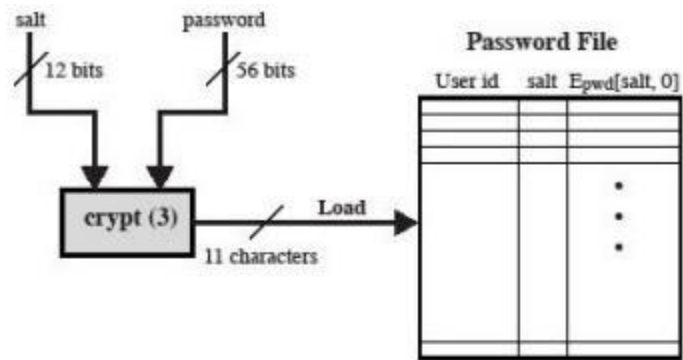 salt password
12 bits 56 bits
Password File
User id salt Epwd[salt, 0]
crypt (3)
Load
11 characters